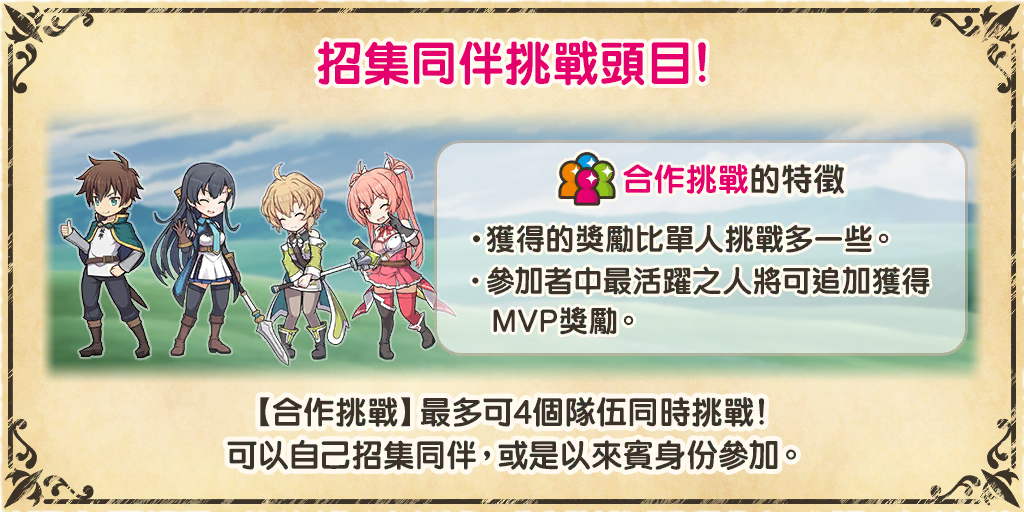 招集同伴挑戰頭目!
合作挑戰的特徵
・獲得的獎勵比單人挑戰多一些。
・參加者中最活躍之人將可追加獲得
MVP獎勵。
【合作挑戰】最多可4個隊伍同時挑戰!
可以自己招集同伴,或是以來賓身份參加。